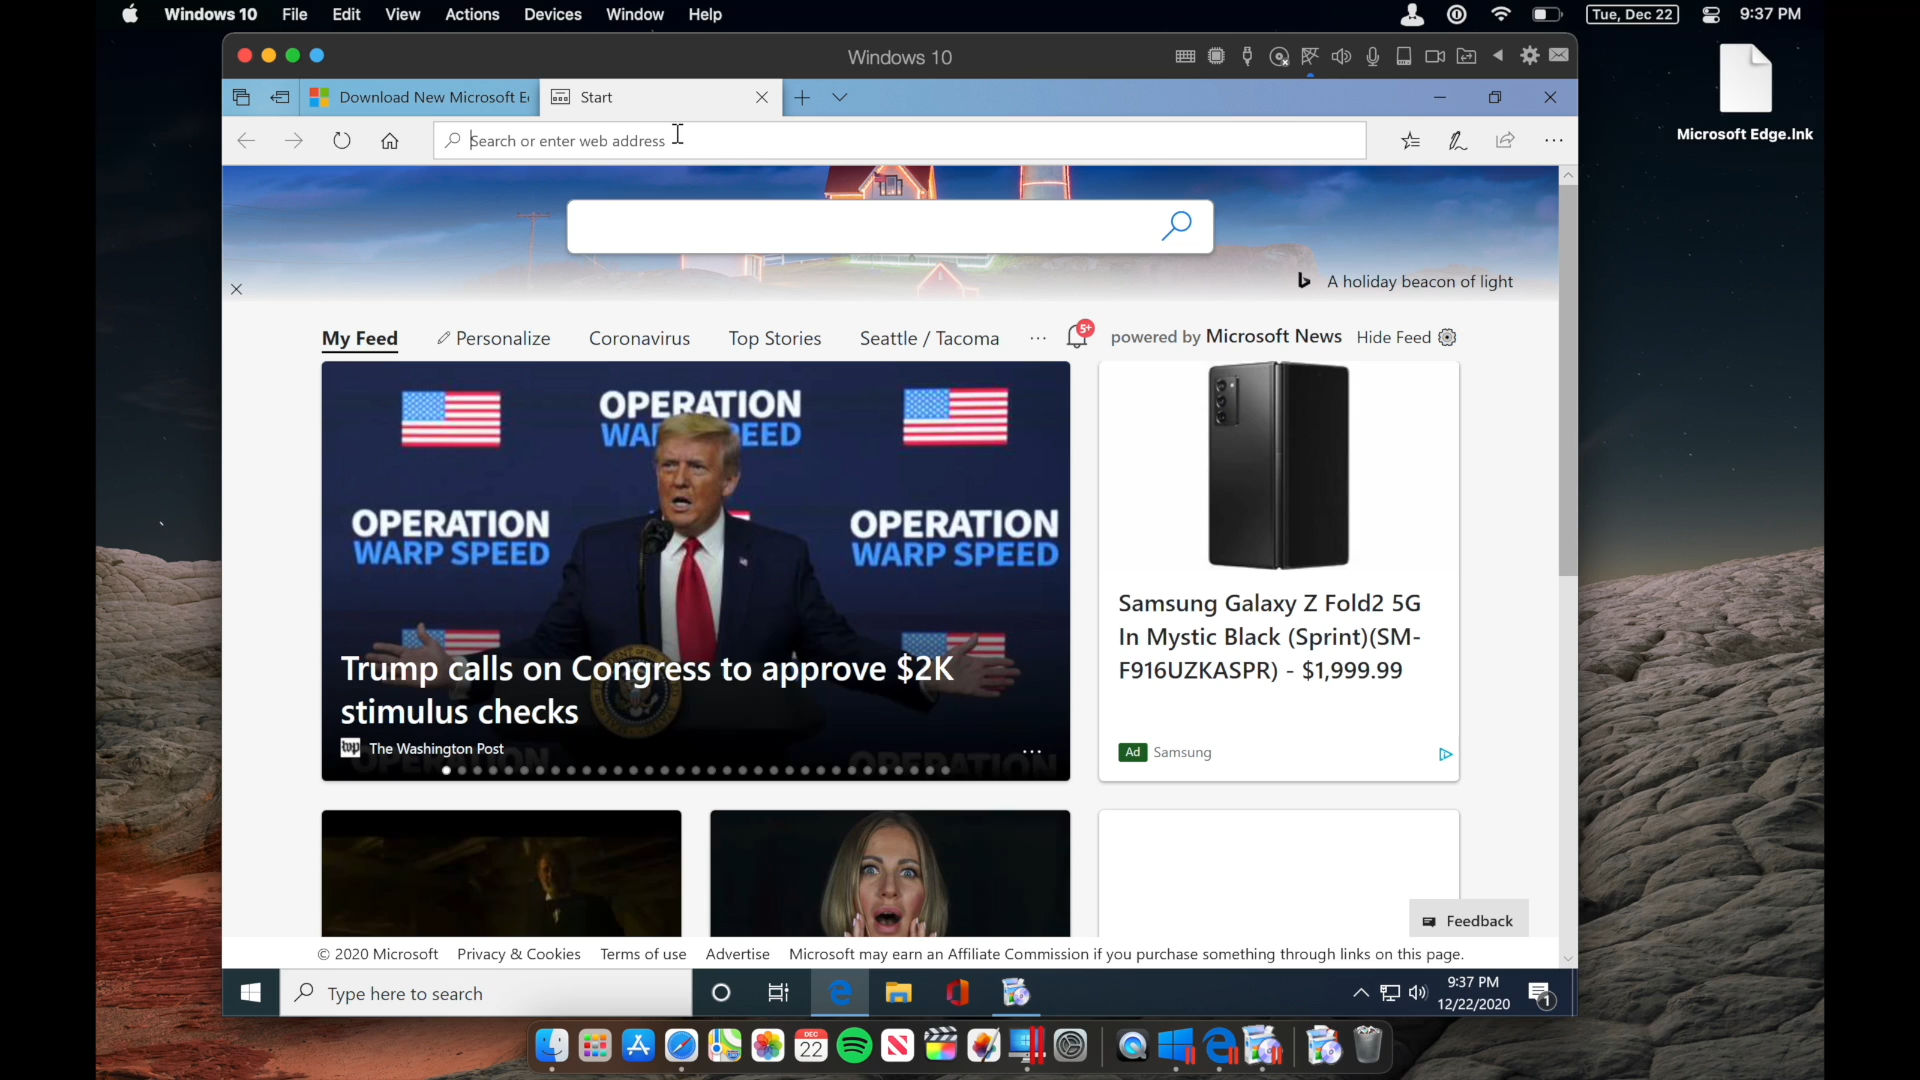 Windows 10 File Edit View Actions Devices Window Help
Tue, Dec 22 9:37 PM
Windows 10
Microsoft Edge.lnk
Download New Microsoft E
Start
Search or enter web address
A holiday beacon of light
My Feed Personalize Coronavirus Top Stories Seattle / Tacoma ... 5+ powered by Microsoft News Hide Feed
OPERATION
OPERATION
WARP SPEED
OPERATION
WARP SPEED
Trump calls on Congress to approve $2K
stimulus checks
wp The Washington Post
Samsung Galaxy Z Fold2 5G
In Mystic Black (Sprint)(SM-
F916UZKASPR) - $1,999.99
Ad Samsung
Feedback
© 2020 Microsoft Privacy & Cookies Terms of use Advertise Microsoft may earn an Affiliate Commission if you purchase something through links on this page.
Type here to search
9:37 PM
12/22/2020
1
DEC
22